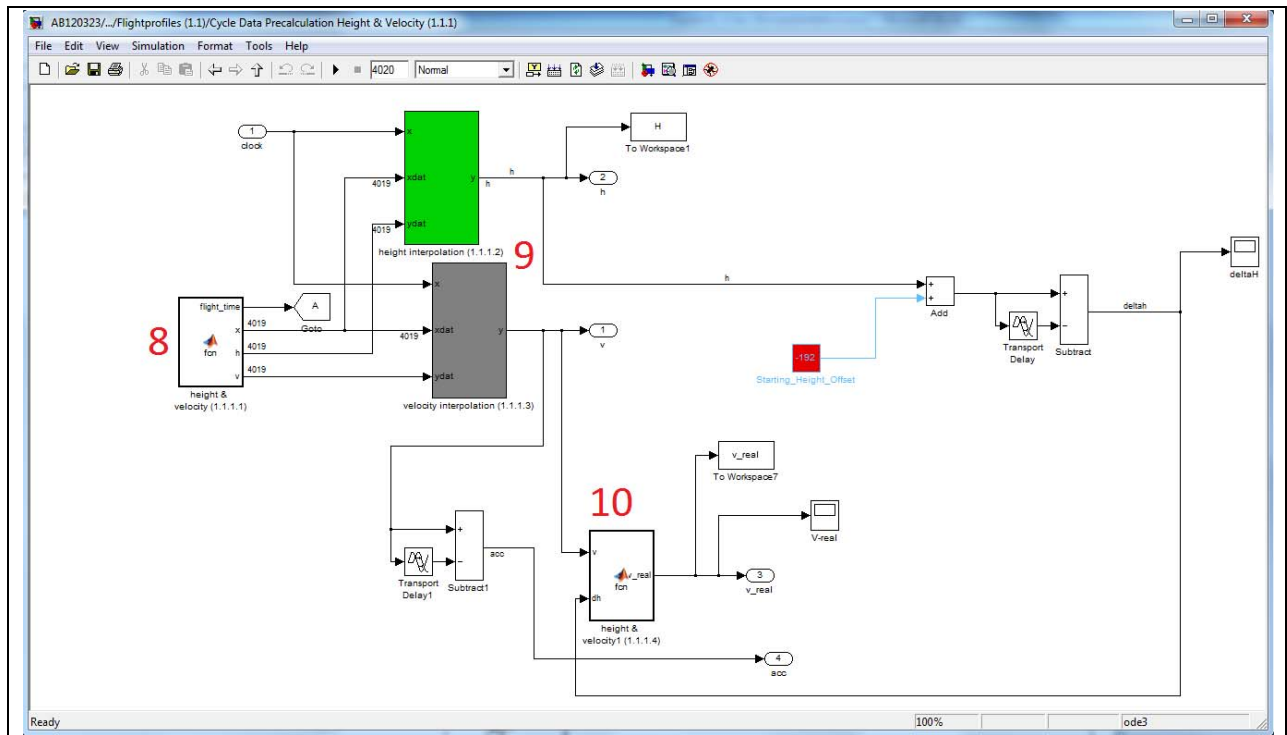 AB120323/.../Flightprofiles (1.1)/Cycle Data Precalculation Height & Velocity (1.1.1)
File Edit View Simulation Format Tools Help
4020 Normal
1
clock
x
xdat
ydat
y
4019
4019
h
h
height interpolation (1.1.1.2)
H
To Workspace1
2
h
9
x
xdat
ydat
y
4019
velocity interpolation (1.1.1.3)
1
v
8
flight_time
x
h
v
fcn
4019
4019
4019
height &
velocity (1.1.1.1)
A
Goto
h
+
+
Add
-192
Starting_Height_Offset
Transport
Delay
+
−
Subtract
deltah
deltaH
Transport
Delay1
+
−
Subtract1
acc
10
v
dh
v_real
fcn
height &
velocity1 (1.1.1.4)
v_real
To Workspace7
V-real
3
v_real
4
acc
Ready 100% ode3